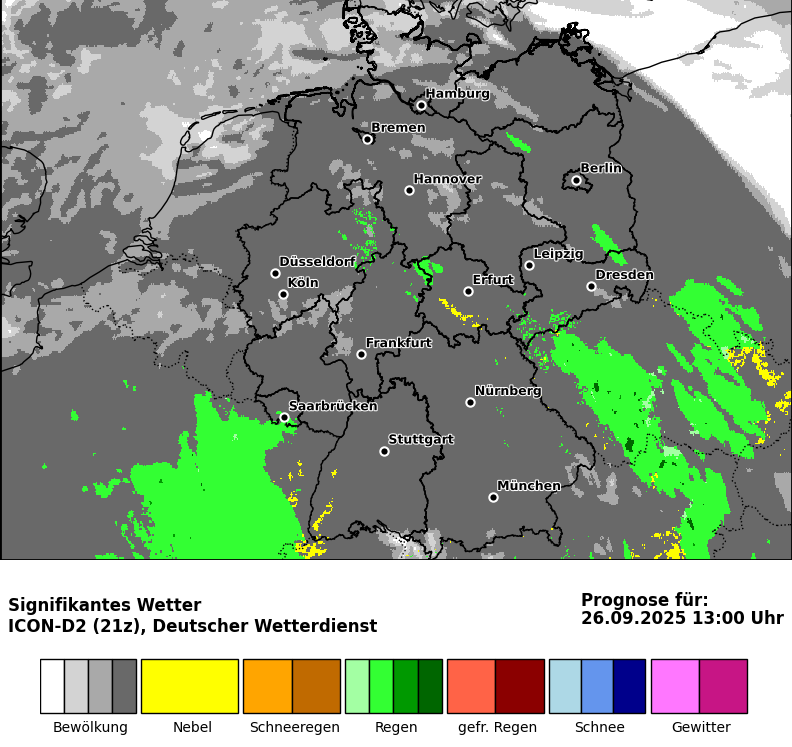 Hamburg
Bremen
Berlin
Hannover
Leipzig
Düsseldorf
Dresden
Köln
Erfurt
Frankfurt
Nürnberg
Saarbrücken
Stuttgart
München
Signifikantes Wetter
ICON-D2 (21z), Deutscher Wetterdienst
Prognose für:
26.09.2025 13:00 Uhr
Bewölkung Nebel Schneeregen Regen gefr. Regen Schnee Gewitter